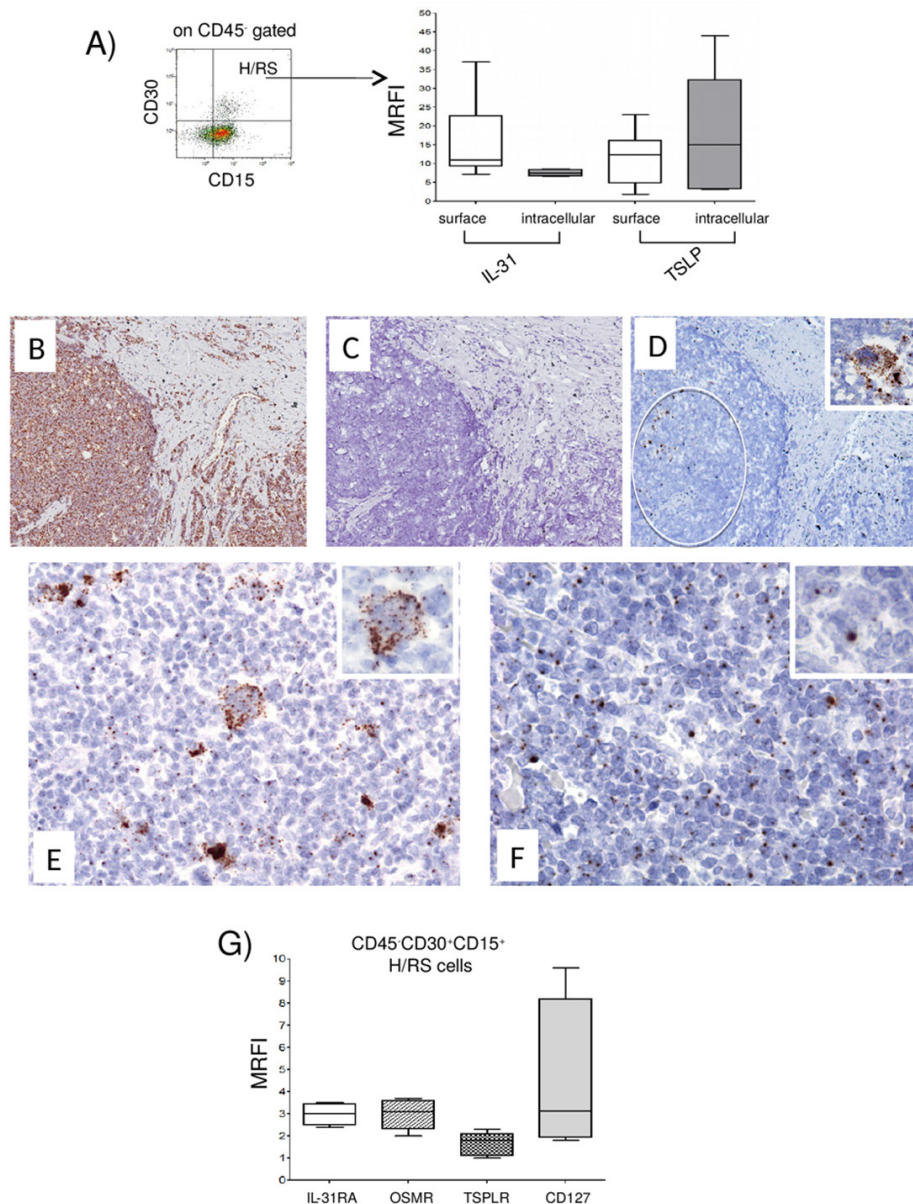 A)
on CD45- gated
H/RS
CD30
CD15
MRFI
50
45
40
35
30
25
20
15
10
5
0
surface
intracellular
surface
intracellular
IL-31
TSLP
B
C
D
E
F
G)
CD45-CD30+CD15+
H/RS cells
MRFI
10
9
8
7
6
5
4
3
2
1
0
IL-31RA
OSMR
TSPLR
CD127